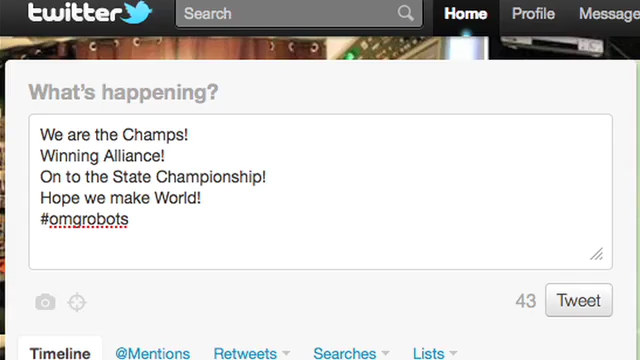 twitter
Search
Home
Profile
Message
What's happening?
We are the Champs!
Winning Alliance!
On to the State Championship!
Hope we make World!
#omgrobots
43
Tweet
Timeline
@Mentions
Retweets
Searches
Lists